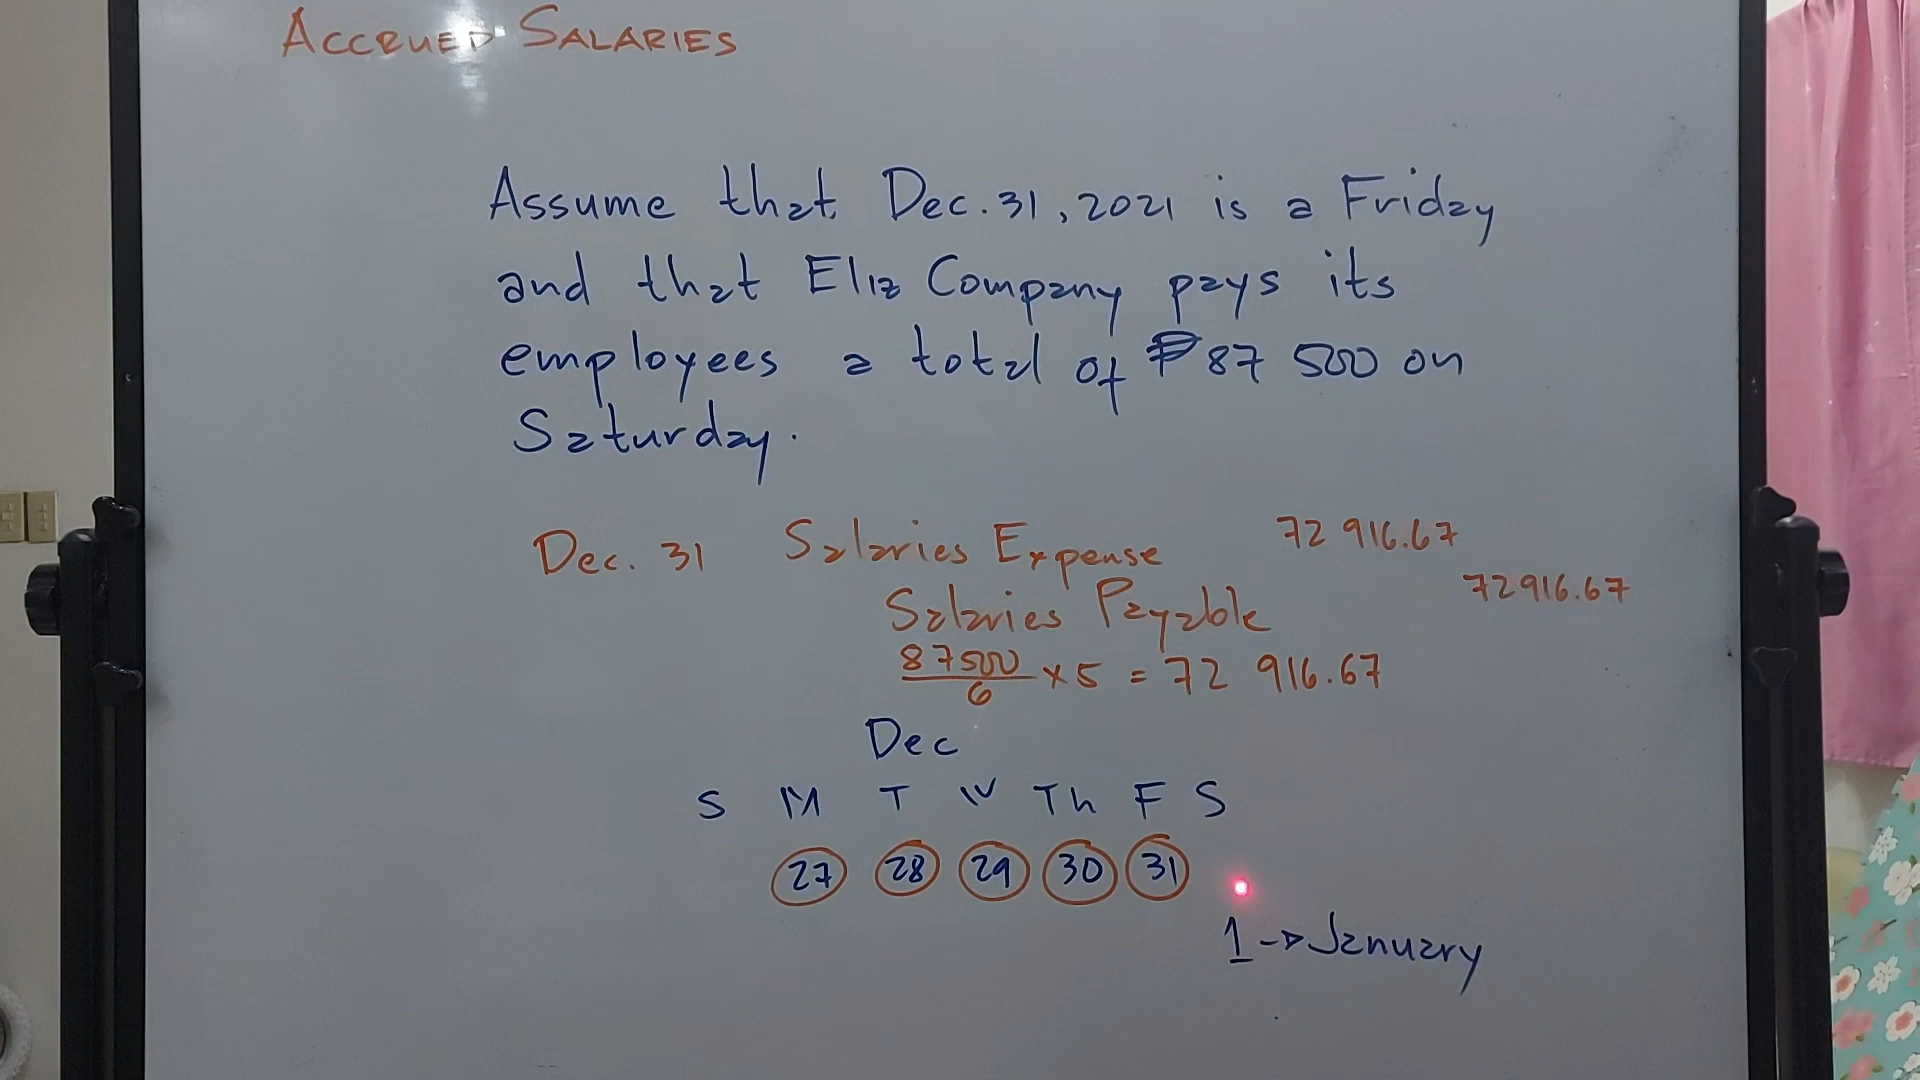 ACCRUED SALARIES
Assume that Dec. 31, 2021 is a Friday
and that Eliz Company pays its
employees a total of ₱87 500 on
Saturday.
Dec. 31 Salaries Expense 72 916.67
Salaries Payable 72 916.67
87500/6 × 5 = 72 916.67
Dec
S M T W Th F S
27 28 29 30 31
1 → January